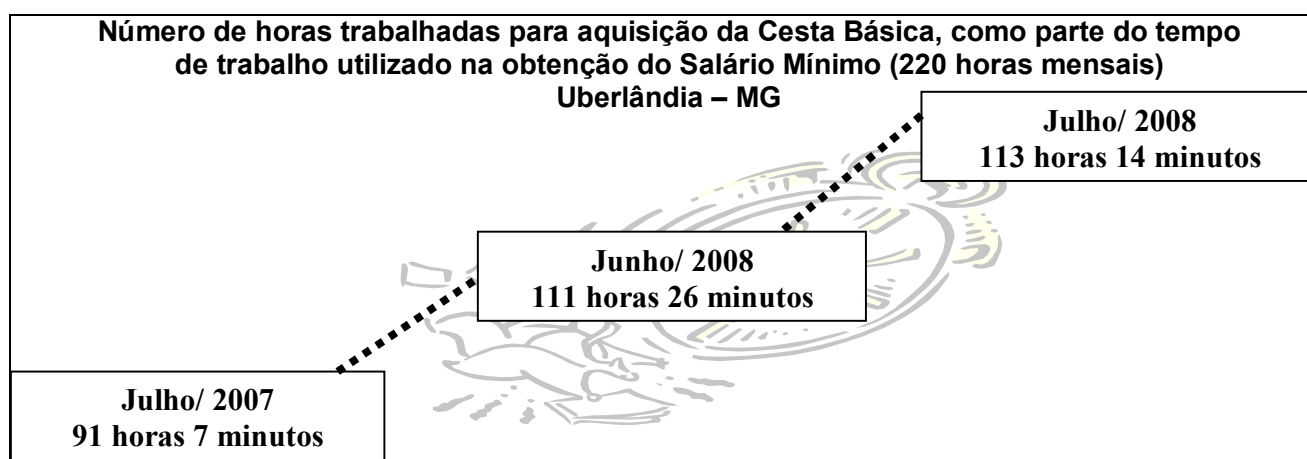 Número de horas trabalhadas para aquisição da Cesta Básica, como parte do tempo
de trabalho utilizado na obtenção do Salário Mínimo (220 horas mensais)
Uberlândia – MG
Julho/ 2008
113 horas 14 minutos
Junho/ 2008
111 horas 26 minutos
Julho/ 2007
91 horas 7 minutos